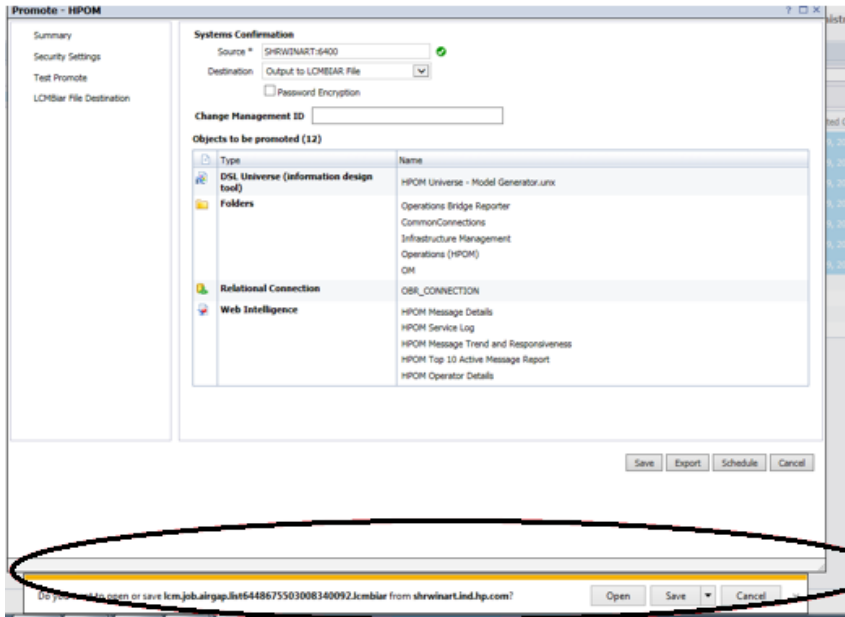 Promote - HPOM
Summary
Security Settings
Test Promote
LCMBiar File Destination
Systems Confirmation
Source * SHRWINART:6400
Destination Output to LCMBIAR File
Password Encryption
Change Management ID
Objects to be promoted (12)
Type Name
DSL Universe (information design tool) HPOM Universe - Model Generator.unx
Folders Operations Bridge Reporter
CommonConnections
Infrastructure Management
Operations (HPOM)
OM
Relational Connection OBR_CONNECTION
Web Intelligence HPOM Message Details
HPOM Service Log
HPOM Message Trend and Responsiveness
HPOM Top 10 Active Message Report
HPOM Operator Details
Save Export Schedule Cancel
Do you want to open or save lcm.job.airgap.list6448675503008340092.lcmbiar from shrwinart.ind.hp.com?
Open Save Cancel